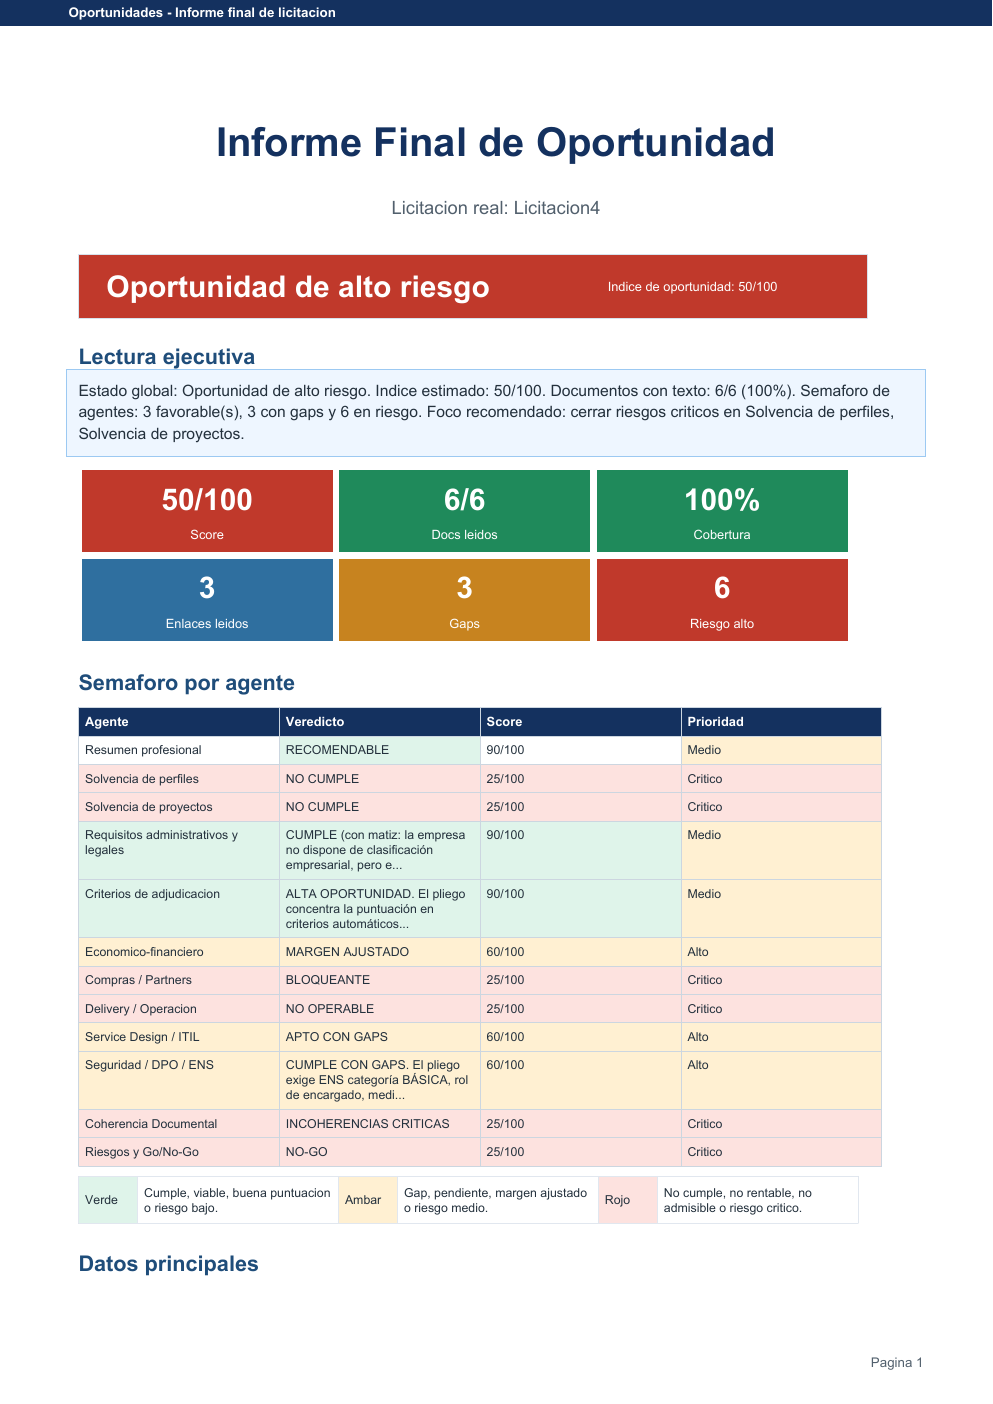 Oportunidades - Informe final de licitacion
Informe Final de Oportunidad
Licitacion real: Licitacion4
Oportunidad de alto riesgo
Indice de oportunidad: 50/100
Lectura ejecutiva
Estado global: Oportunidad de alto riesgo. Indice estimado: 50/100. Documentos con texto: 6/6 (100%). Semaforo de
agentes: 3 favorable(s), 3 con gaps y 6 en riesgo. Foco recomendado: cerrar riesgos criticos en Solvencia de perfiles,
Solvencia de proyectos.
50/100
Score
6/6
Docs leidos
100%
Cobertura
3
Enlaces leidos
3
Gaps
6
Riesgo alto
Semaforo por agente
Agente Veredicto Score Prioridad
Resumen profesional RECOMENDABLE 90/100 Medio
Solvencia de perfiles NO CUMPLE 25/100 Critico
Solvencia de proyectos NO CUMPLE 25/100 Critico
Requisitos administrativos y
legales
CUMPLE (con matiz: la empresa
no dispone de clasificación
empresarial, pero e...
90/100
Medio
Criterios de adjudicacion
ALTA OPORTUNIDAD. El pliego
concentra la puntuación en
criterios automáticos...
90/100
Medio
Economico-financiero MARGEN AJUSTADO 60/100 Alto
Compras / Partners BLOQUEANTE 25/100 Critico
Delivery / Operacion NO OPERABLE 25/100 Critico
Service Design / ITIL APTO CON GAPS 60/100 Alto
Seguridad / DPO / ENS
CUMPLE CON GAPS. El pliego
exige ENS categoría BÁSICA, rol
de encargado, medi...
60/100
Alto
Coherencia Documental INCOHERENCIAS CRITICAS 25/100 Critico
Riesgos y Go/No-Go NO-GO 25/100 Critico
Verde
Cumple, viable, buena puntuacion
o riesgo bajo.
Ambar
Gap, pendiente, margen ajustado
o riesgo medio.
Rojo
No cumple, no rentable, no
admisible o riesgo critico.
Datos principales
Pagina 1